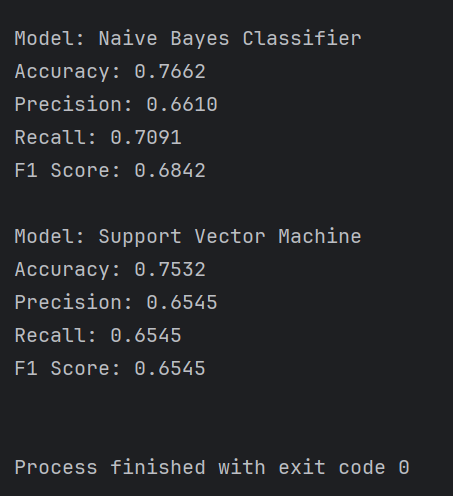 Model: Naive Bayes Classifier
Accuracy: 0.7662
Precision: 0.6610
Recall: 0.7091
F1 Score: 0.6842
Model: Support Vector Machine
Accuracy: 0.7532
Precision: 0.6545
Recall: 0.6545
F1 Score: 0.6545
Process finished with exit code 0